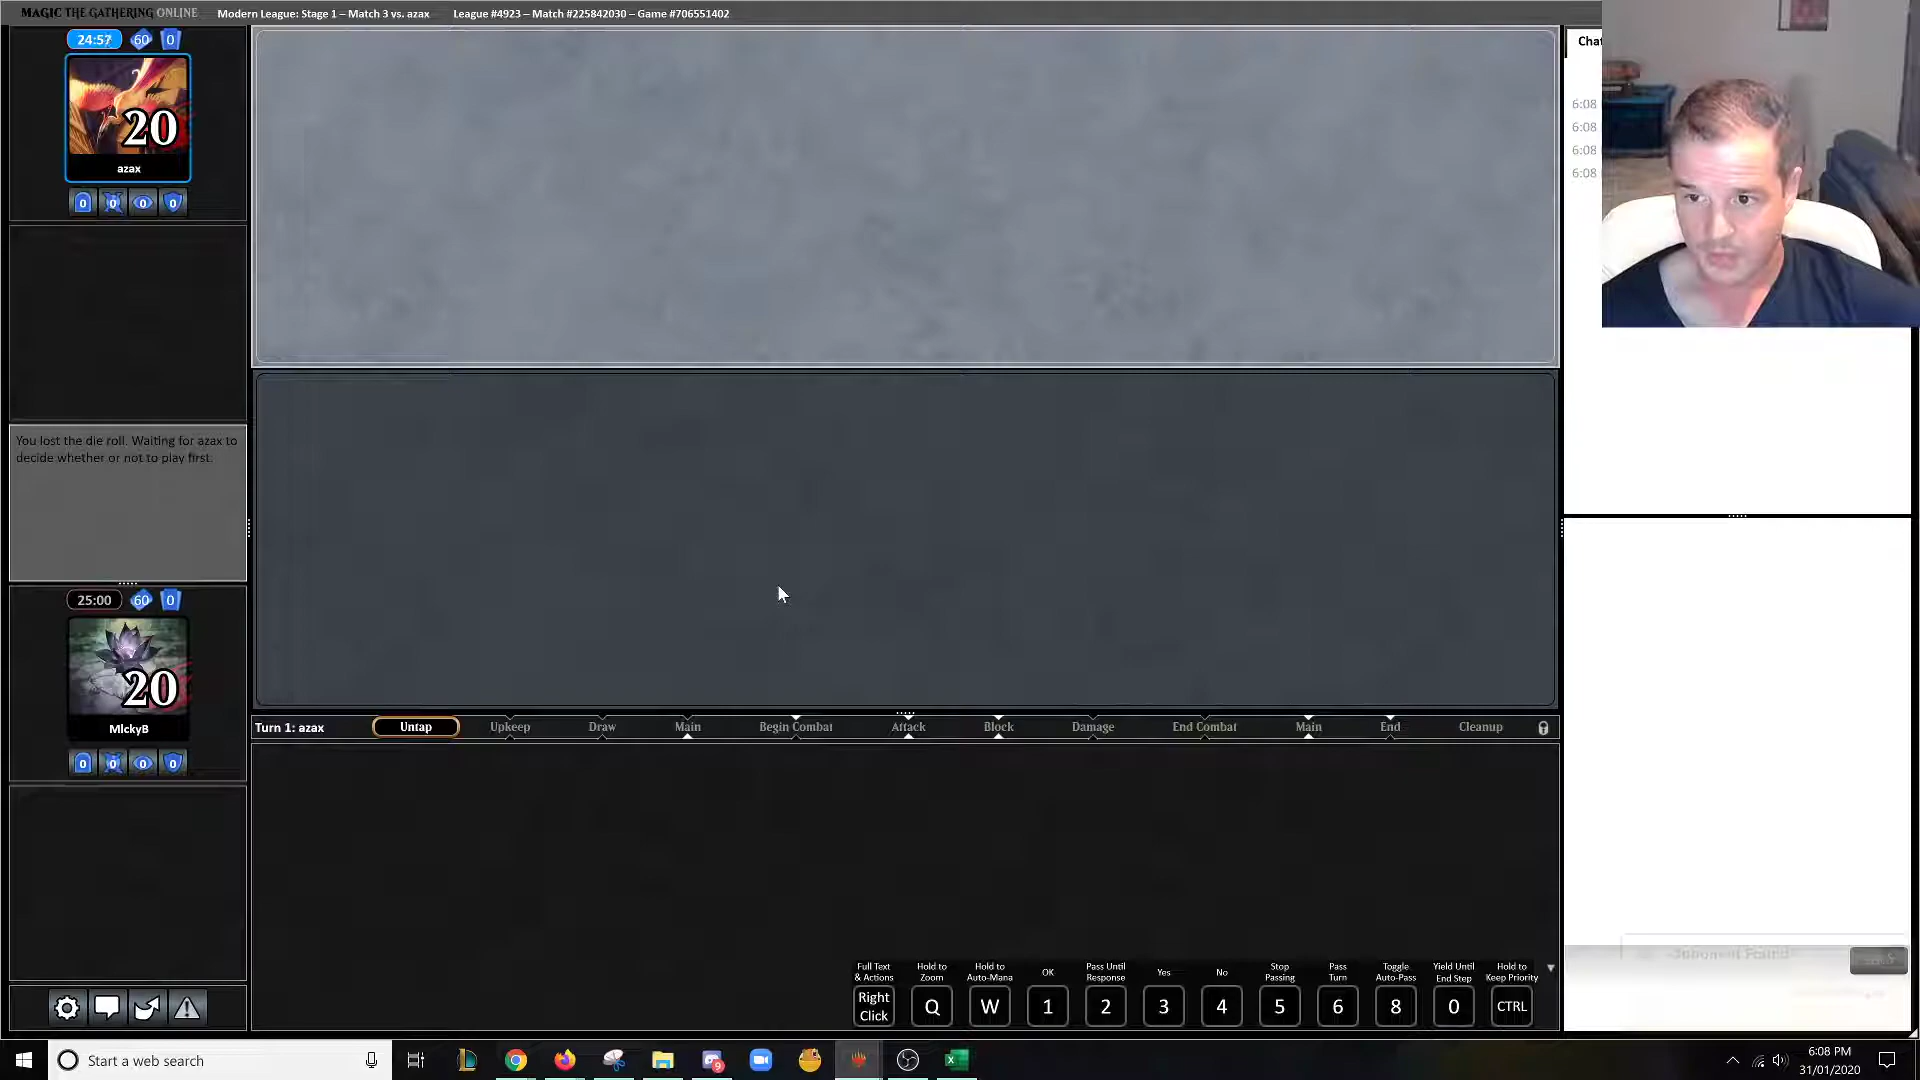 MAGIC THE GATHERING ONLINE Modern League: Stage 1 – Match 3 vs. azax League #4923 – Match #225842030 – Game #706551402
24:57 60 0
20
azax
0 0 0 0
Chat
6:08
6:08
6:08
6:08
You lost the die roll. Waiting for azax to
decide whether or not to play first.
25:00 60 0
20
MlckyB
0 0 0 0
Turn 1: azax Untap Upkeep Draw Main Begin Combat Attack Block Damage End Combat Main End Cleanup
Full Text & Actions Right Click
Hold to Zoom Q
Hold to Auto-Mana W
OK 1
Pass Until Response 2
Yes 3
No 4
Stop Passing 5
Pass Turn 6
Toggle Auto-Pass 8
Yield Until End Step 0
Hold to Keep Priority CTRL
Start a web search
9
6:08 PM
31/01/2020